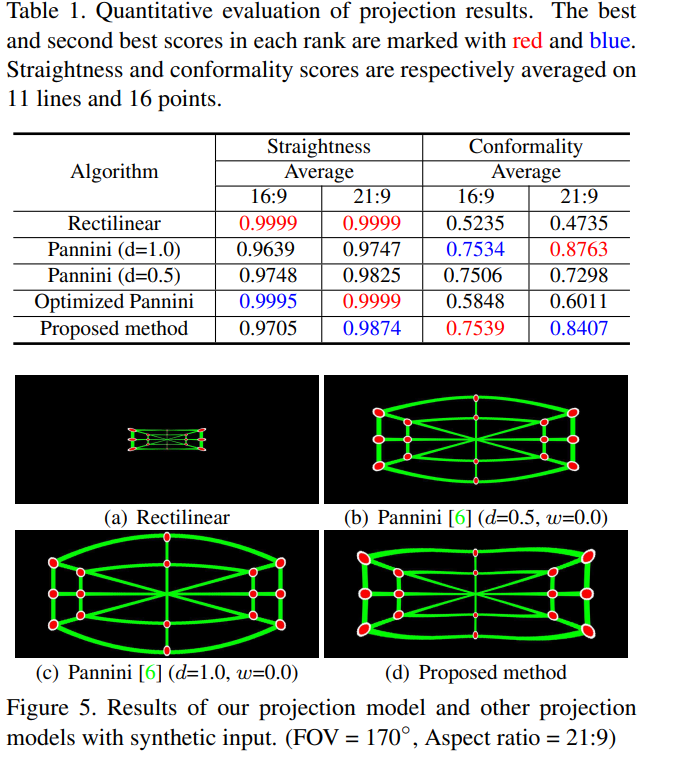 Table 1. Quantitative evaluation of projection results. The best
and second best scores in each rank are marked with red and blue.
Straightness and conformality scores are respectively averaged on
11 lines and 16 points.
Algorithm Straightness Conformality
Average Average
16:9 21:9 16:9 21:9
Rectilinear 0.9999 0.9999 0.5235 0.4735
Pannini (d=1.0) 0.9639 0.9747 0.7534 0.8763
Pannini (d=0.5) 0.9748 0.9825 0.7506 0.7298
Optimized Pannini 0.9995 0.9999 0.5848 0.6011
Proposed method 0.9705 0.9874 0.7539 0.8407
(a) Rectilinear
(b) Pannini [6] (d=0.5, w=0.0)
(c) Pannini [6] (d=1.0, w=0.0)
(d) Proposed method
Figure 5. Results of our projection model and other projection
models with synthetic input. (FOV = 170°, Aspect ratio = 21:9)